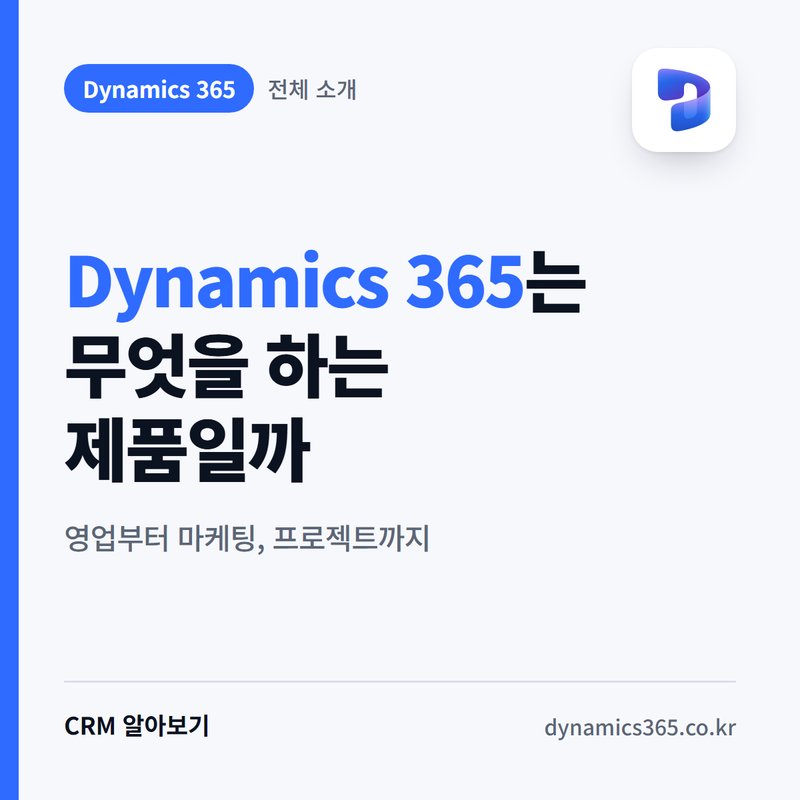 Dynamics 365 전체 소개
Dynamics 365는
무엇을 하는
제품일까
영업부터 마케팅, 프로젝트까지
CRM 알아보기
dynamics365.co.kr